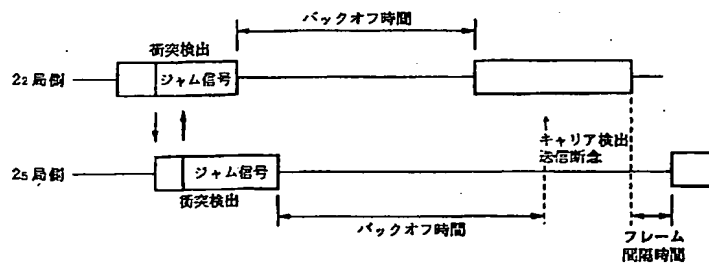 バックオフ時間
衝突検出
2₂局側
ジャム信号
キャリア検出
送信断念
2₅局側
ジャム信号
衝突検出
バックオフ時間
フレーム
間隔時間